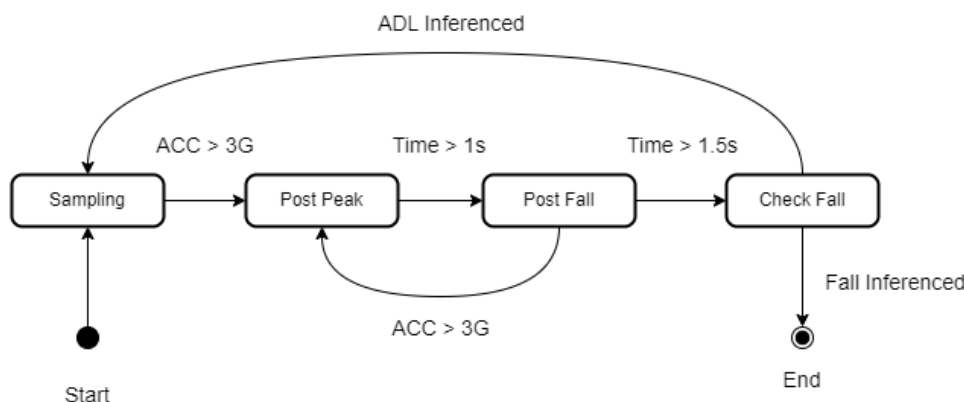 ADL Inferenced
ACC > 3G
Time > 1s
Time > 1.5s
Sampling
Post Peak
Post Fall
Check Fall
Fall Inferenced
ACC > 3G
End
Start